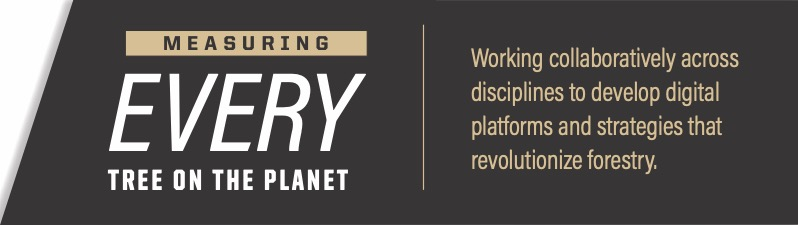 MEASURING
EVERY
TREE ON THE PLANET
Working collaboratively across
disciplines to develop digital
platforms and strategies that
revolutionize forestry.